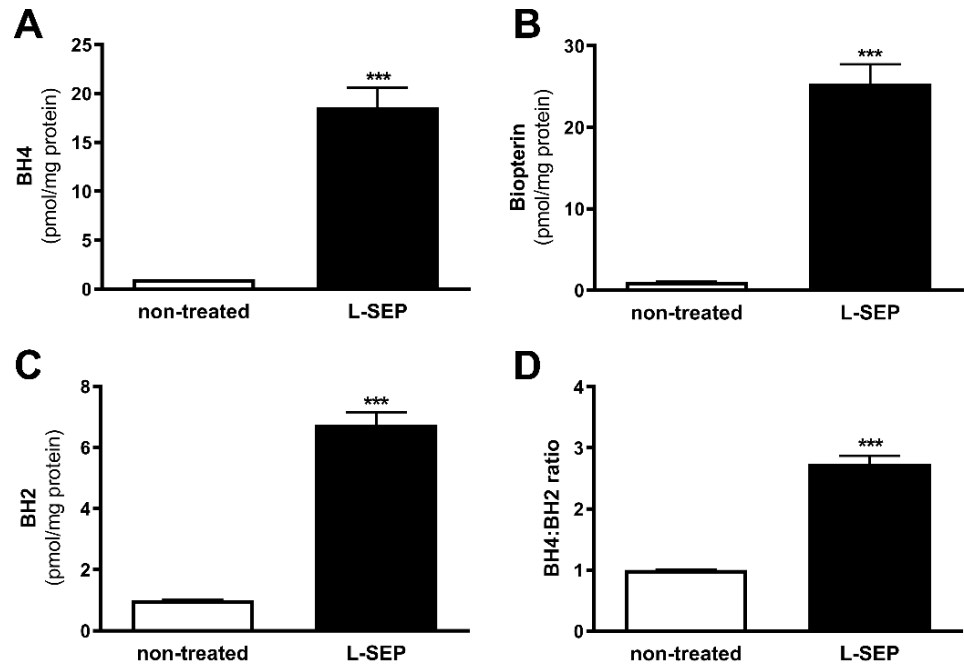 A
BH4
(pmol/mg protein)
25
20
15
10
5
0
***
non-treated
L-SEP
B
Biopterin
(pmol/mg protein)
30
20
10
0
***
non-treated
L-SEP
C
BH2
(pmol/mg protein)
8
6
4
2
0
***
non-treated
L-SEP
D
BH4:BH2 ratio
4
3
2
1
0
***
non-treated
L-SEP